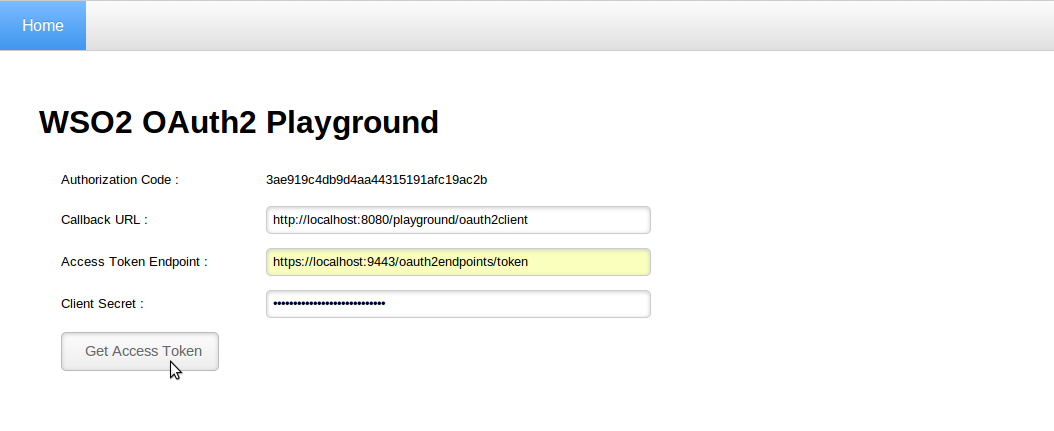 Home
WSO2 OAuth2 Playground
Authorization Code : 3ae919c4db9d4aa44315191afc19ac2b
Callback URL : http://localhost:8080/playground/oauth2client
Access Token Endpoint : https://localhost:9443/oauth2endpoints/token
Client Secret : ••••••••••••••••••••••••••••
Get Access Token